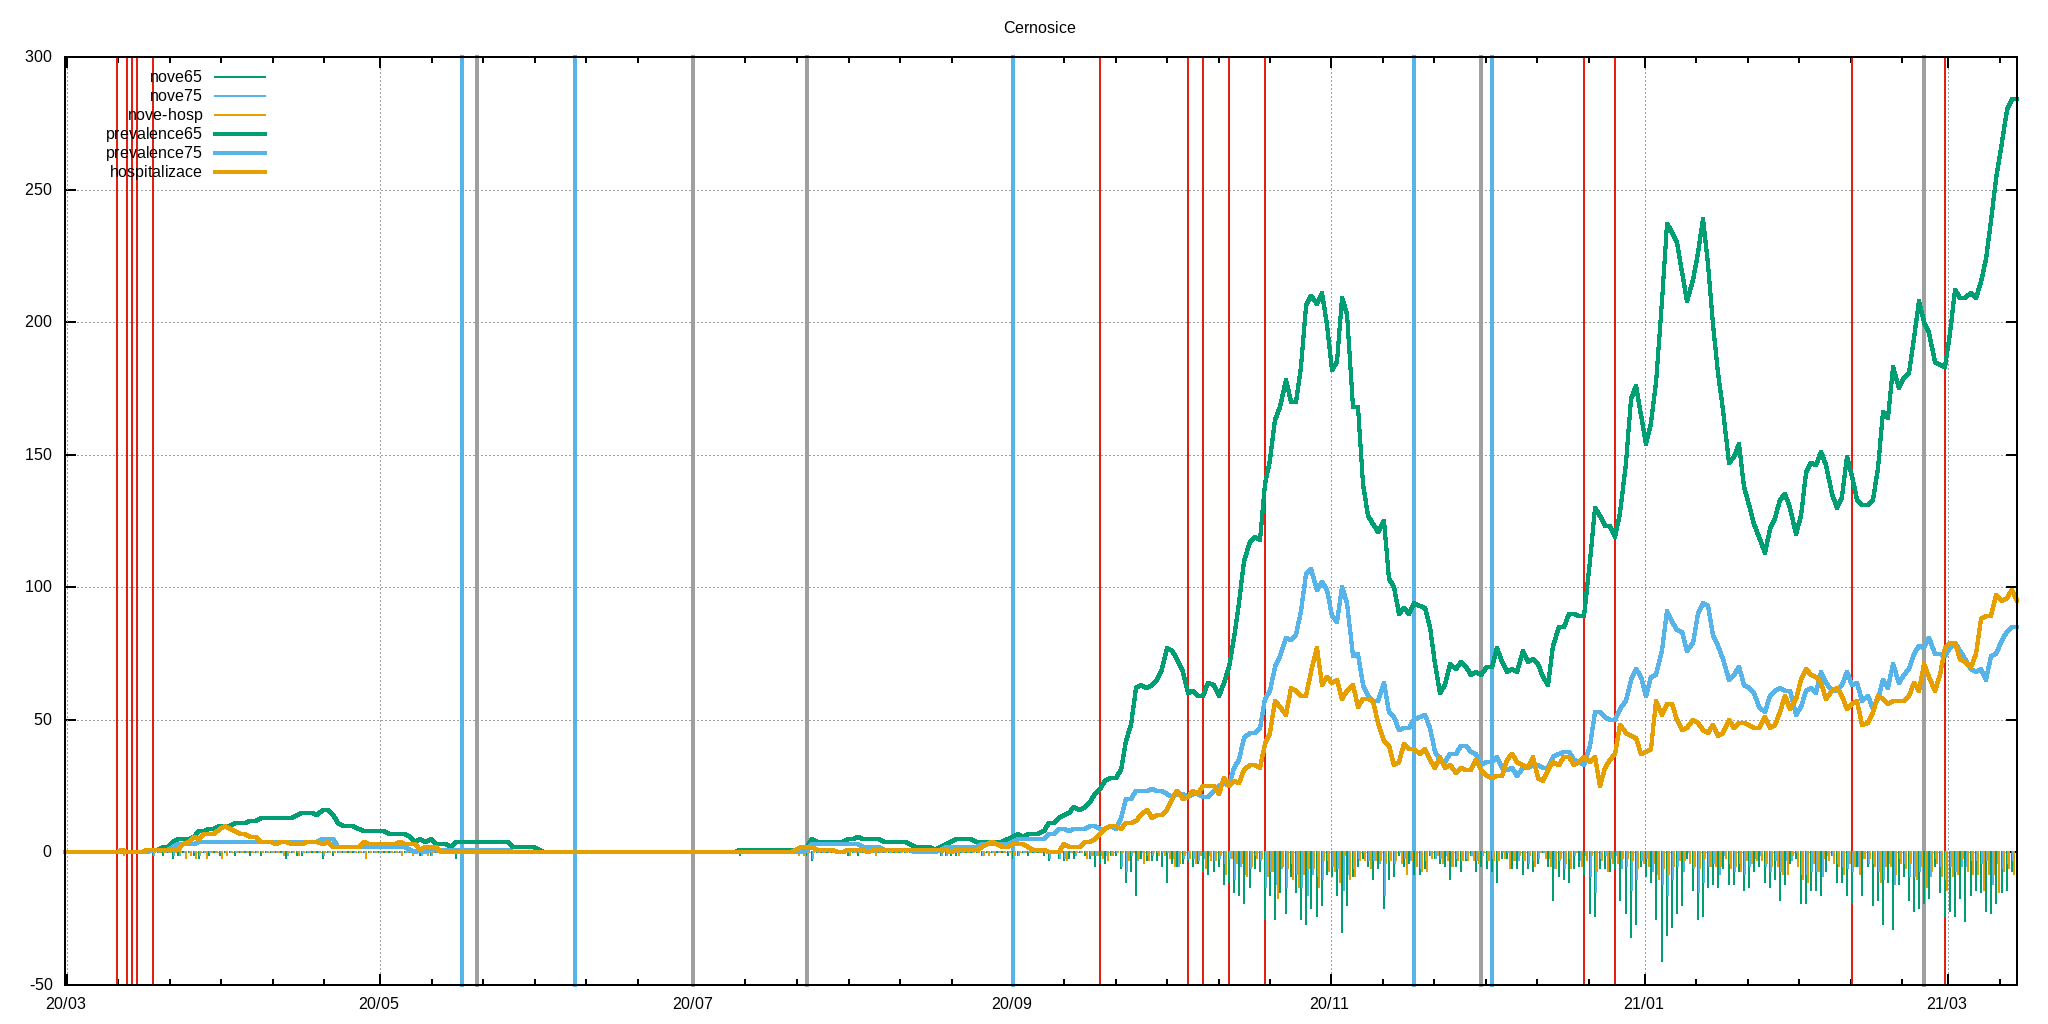 Cernosice
300
nove65
nove75
nove-hosp
prevalence65
prevalence75
hospitalizace
250
200
150
100
50
0
-50
20/03 20/05 20/07 20/09 20/11 21/01 21/03